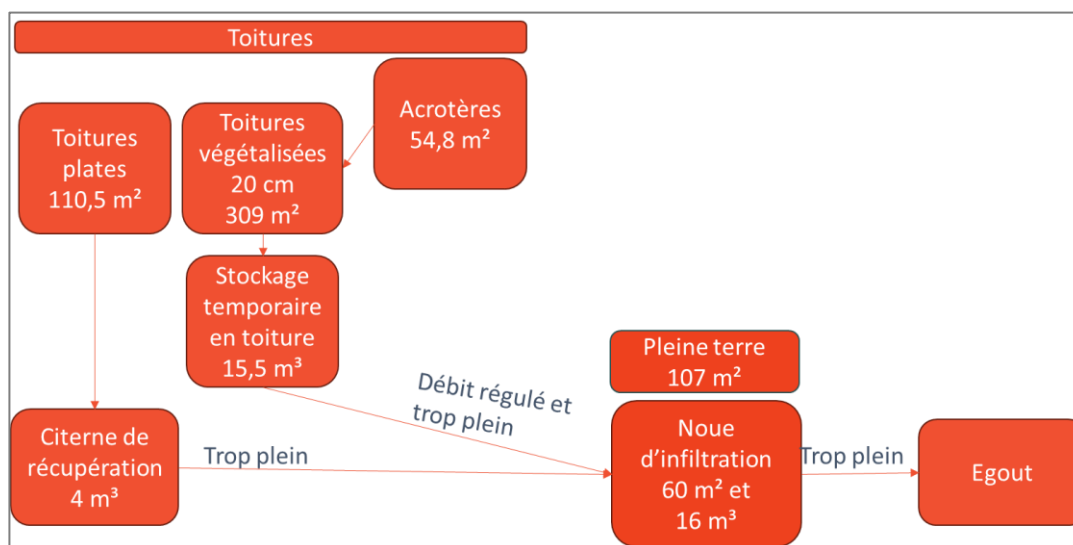 Toitures
Toitures
plates
110,5 m²
Toitures
végétalisées
20 cm
309 m²
Acrotères
54,8 m²
Stockage
temporaire
en toiture
15,5 m³
Pleine terre
107 m²
Débit régulé et
trop plein
Citerne de
récupération
4 m³
Trop plein
Noue
d'infiltration
60 m² et
16 m³
Trop plein
Egout